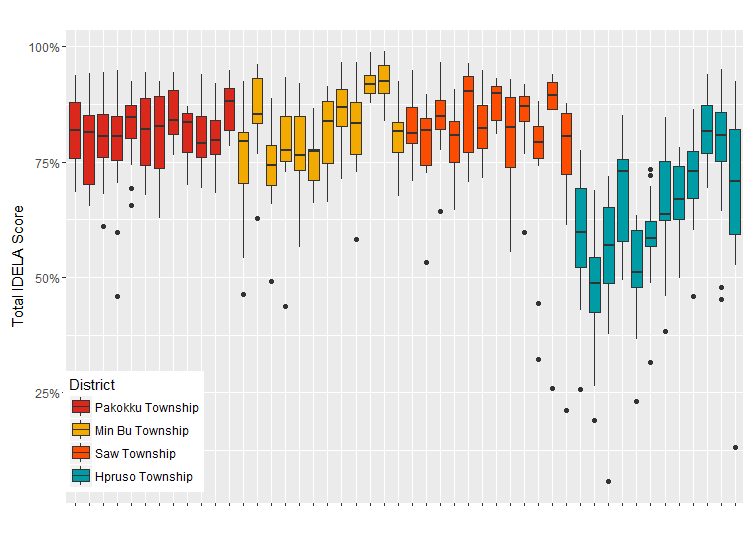 100%
75%
50%
25%
Total IDELA Score
District
Pakokku Township
Min Bu Township
Saw Township
Hpruso Township